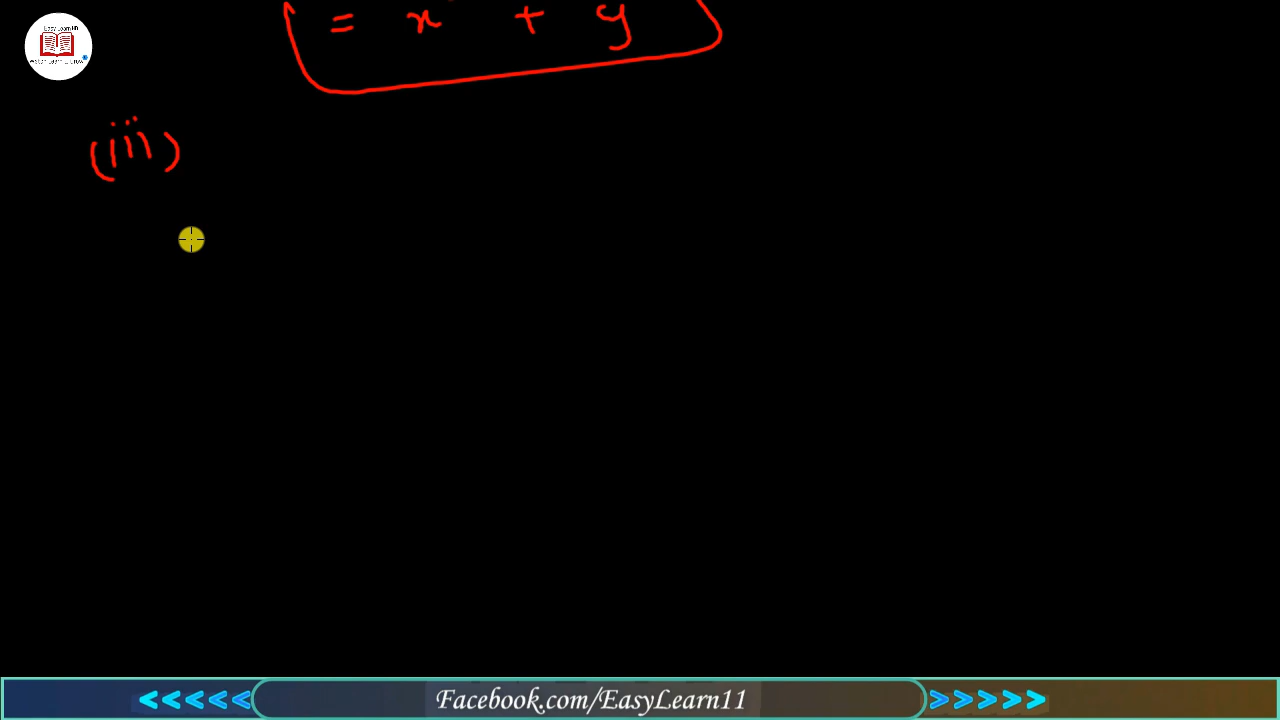 = x + y
(iii)
Facebook.com/EasyLearn11